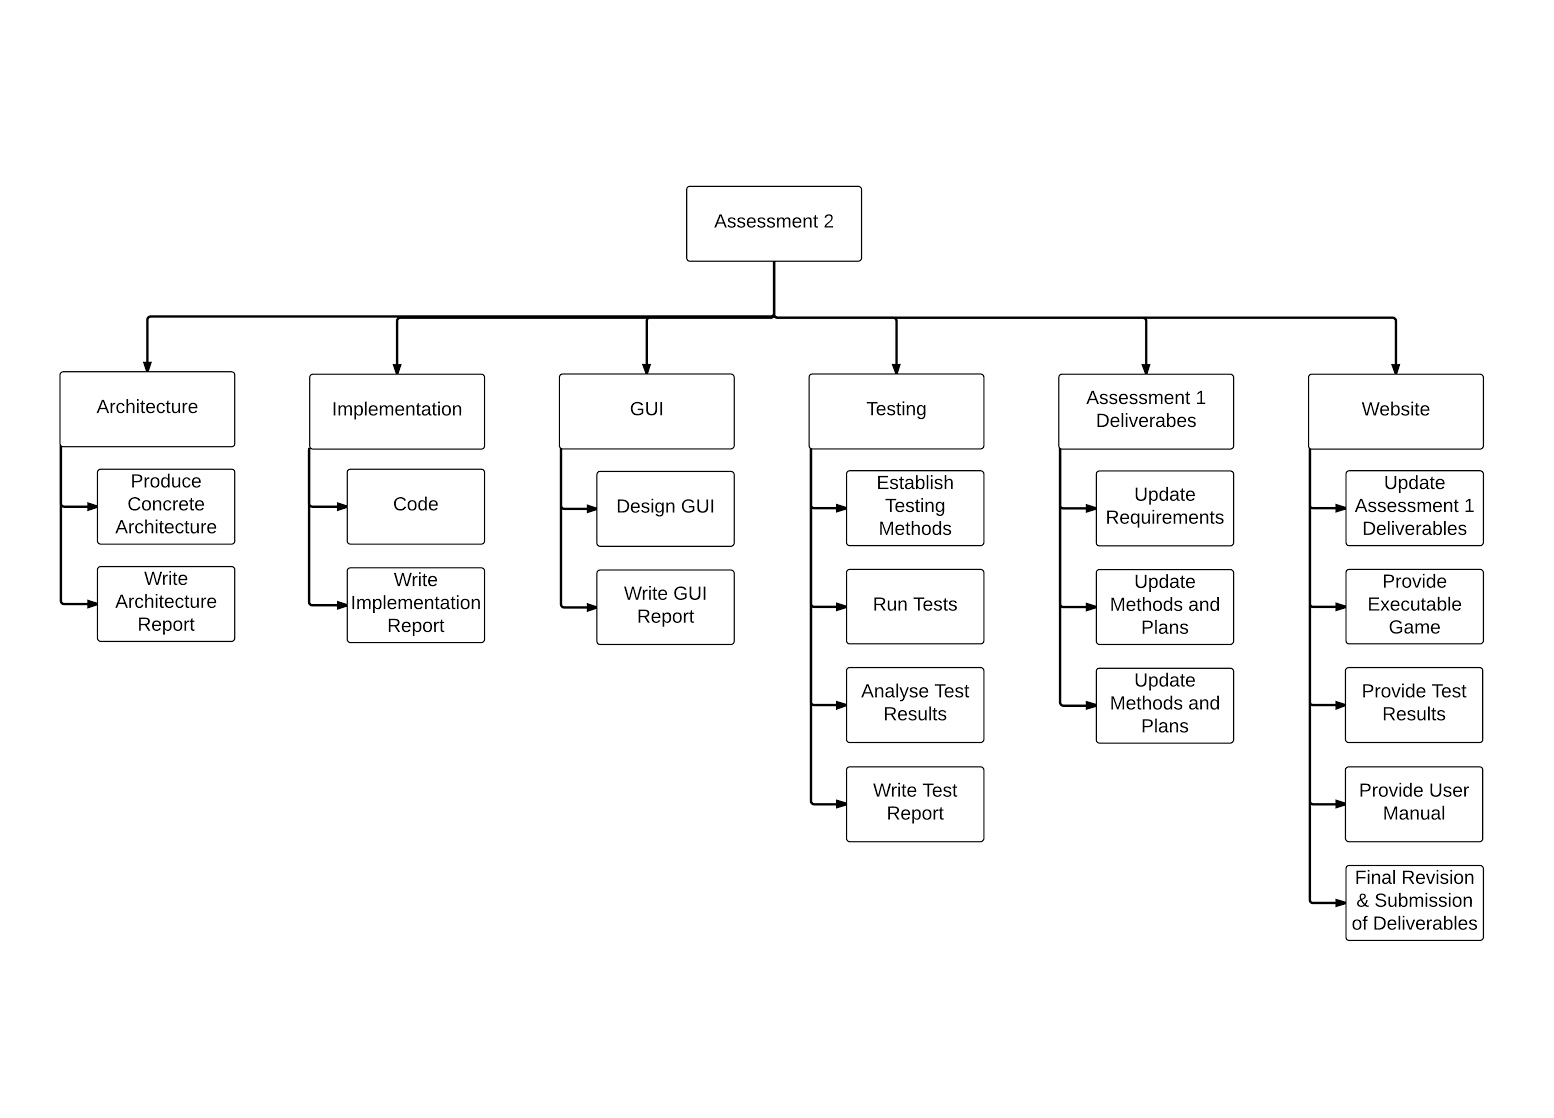 Assessment 2
Architecture
Produce
Concrete
Architecture
Write
Architecture
Report
Implementation
Code
Write
Implementation
Report
GUI
Design GUI
Write GUI
Report
Testing
Establish
Testing
Methods
Run Tests
Analyse Test
Results
Write Test
Report
Assessment 1
Deliverabes
Update
Requirements
Update
Methods and
Plans
Update
Methods and
Plans
Website
Update
Assessment 1
Deliverables
Provide
Executable
Game
Provide Test
Results
Provide User
Manual
Final Revision
& Submission
of Deliverables